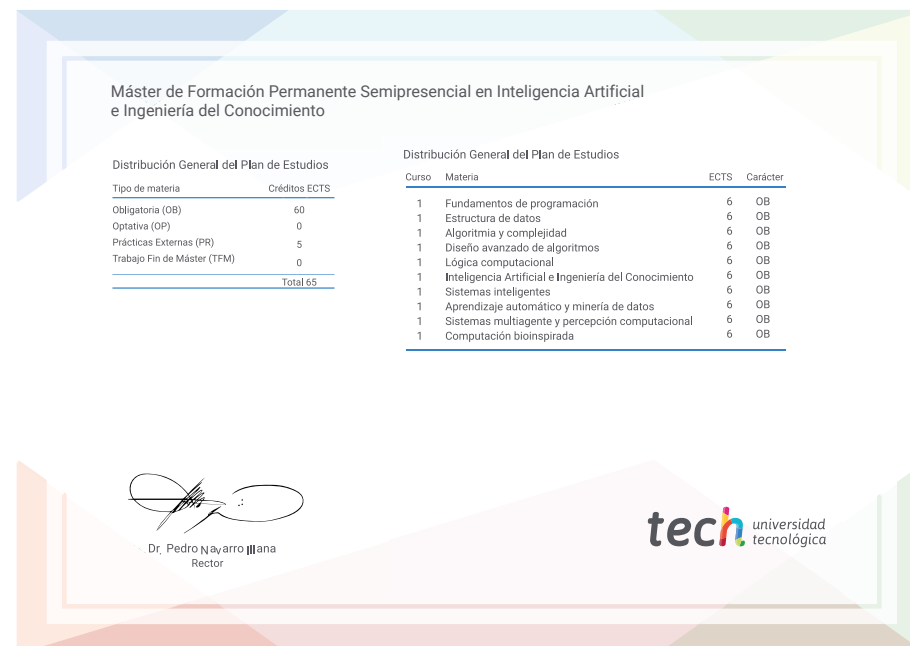 Máster de Formación Permanente Semipresencial en Inteligencia Artificial
e Ingeniería del Conocimiento
Distribución General del Plan de Estudios
Tipo de materia Créditos ECTS
Obligatoria (OB) 60
Optativa (OP) 0
Prácticas Externas (PR) 5
Trabajo Fin de Máster (TFM) 0
Total 65
Distribución General del Plan de Estudios
Curso Materia ECTS Carácter
1 Fundamentos de programación 6 OB
1 Estructura de datos 6 OB
1 Algoritmia y complejidad 6 OB
1 Diseño avanzado de algoritmos 6 OB
1 Lógica computacional 6 OB
1 Inteligencia Artificial e Ingeniería del Conocimiento 6 OB
1 Sistemas inteligentes 6 OB
1 Aprendizaje automático y minería de datos 6 OB
1 Sistemas multiagente y percepción computacional 6 OB
1 Computación bioinspirada 6 OB
Dr. Pedro Navarro Illana
Rector
tech universidad
tecnológica